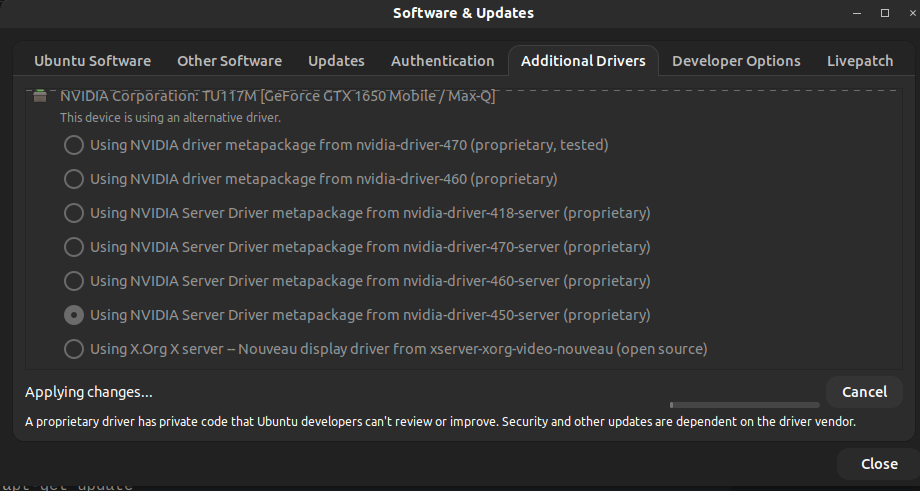 Software & Updates
Ubuntu Software Other Software Updates Authentication Additional Drivers Developer Options Livepatch
NVIDIA Corporation: TU117M [GeForce GTX 1650 Mobile / Max-Q]
This device is using an alternative driver.
Using NVIDIA driver metapackage from nvidia-driver-470 (proprietary, tested)
Using NVIDIA driver metapackage from nvidia-driver-460 (proprietary)
Using NVIDIA Server Driver metapackage from nvidia-driver-418-server (proprietary)
Using NVIDIA Server Driver metapackage from nvidia-driver-470-server (proprietary)
Using NVIDIA Server Driver metapackage from nvidia-driver-460-server (proprietary)
Using NVIDIA Server Driver metapackage from nvidia-driver-450-server (proprietary)
Using X.Org X server -- Nouveau display driver from xserver-xorg-video-nouveau (open source)
Applying changes...
Cancel
A proprietary driver has private code that Ubuntu developers can't review or improve. Security and other updates are dependent on the driver vendor.
Close
apt get update